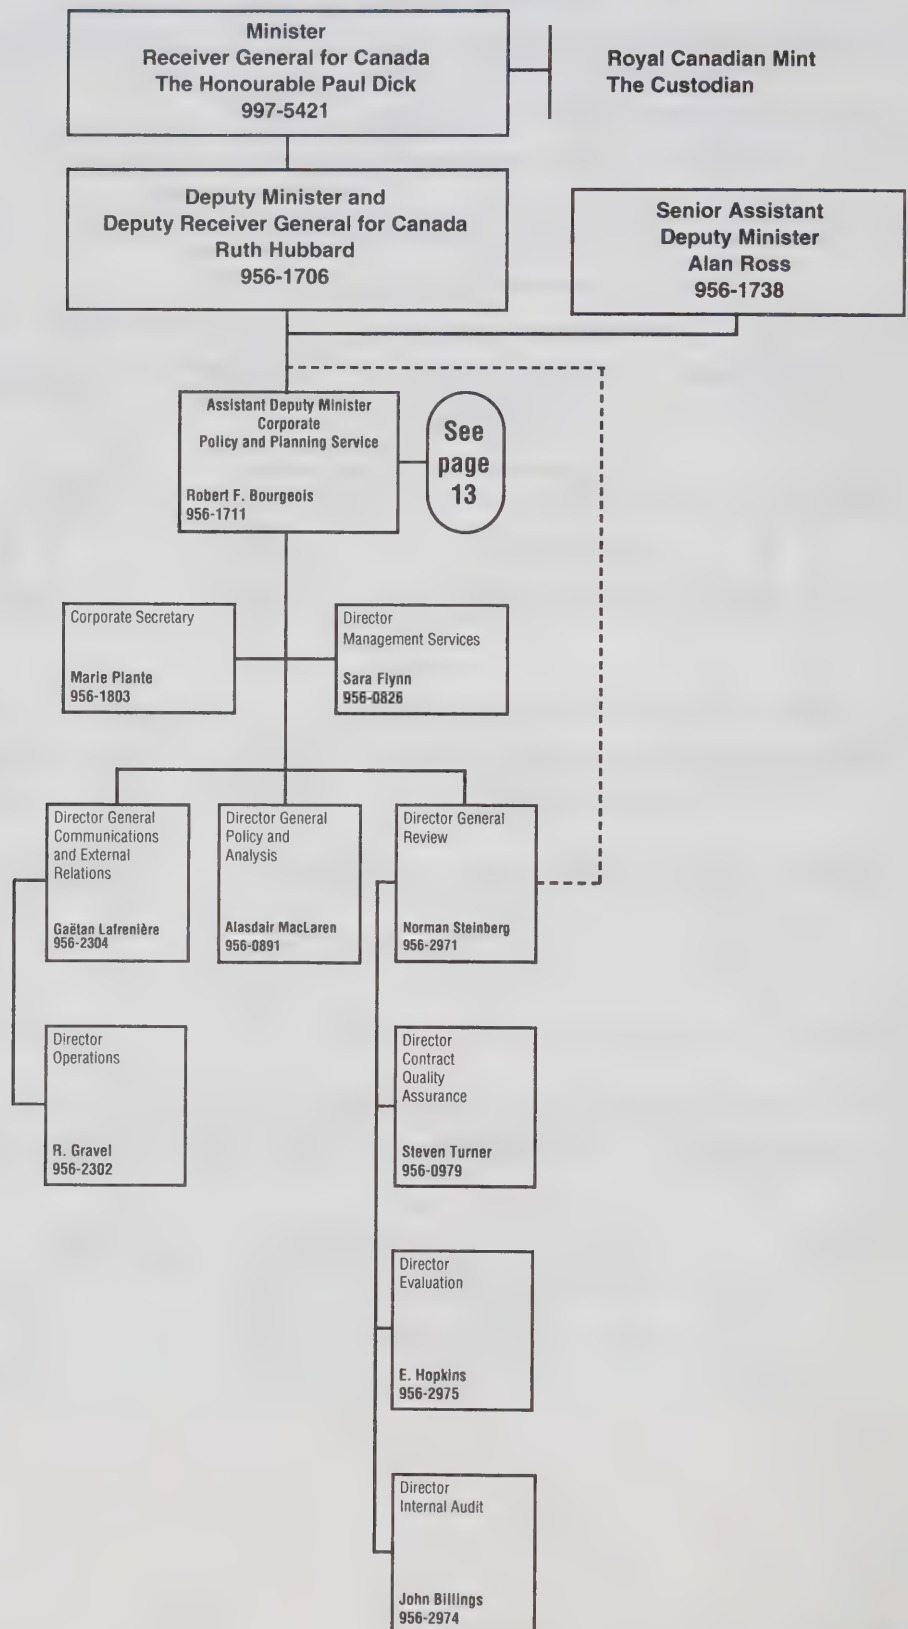 Minister
Receiver General for Canada
The Honourable Paul Dick
997-5421
Royal Canadian Mint
The Custodian
Deputy Minister and
Deputy Receiver General for Canada
Ruth Hubbard
956-1706
Senior Assistant
Deputy Minister
Alan Ross
956-1738
Assistant Deputy Minister
Corporate
Policy and Planning Service
Robert F. Bourgeois
956-1711
See
page
13
Corporate Secretary
Marie Plante
956-1803
Director
Management Services
Sara Flynn
956-0826
Director General
Communications
and External
Relations
Gaëtan Lafrenière
956-2304
Director General
Policy and
Analysis
Alasdair MacLaren
956-0891
Director General
Review
Norman Steinberg
956-2971
Director
Operations
R. Gravel
956-2302
Director
Contract
Quality
Assurance
Steven Turner
956-0979
Director
Evaluation
E. Hopkins
956-2975
Director
Internal Audit
John Billings
956-2974